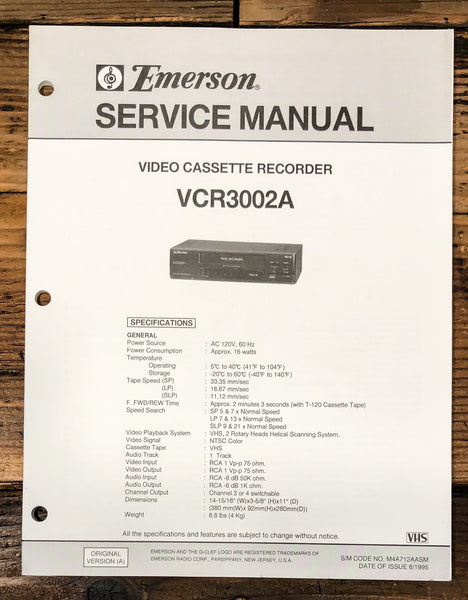 Emerson®
SERVICE MANUAL
VIDEO CASSETTE RECORDER
VCR3002A
SPECIFICATIONS
GENERAL
Power Source : AC 120V, 60 Hz
Power Consumption : Approx. 16 watts
Temperature
Operating : 5°C to 40°C (41°F to 104°F)
Storage : -20°C to 60°C (-40°F to 140°F)
Tape Speed (SP) : 33.35 mm/sec
(LP) : 16.67 mm/sec
(SLP) : 11.12 mm/sec
F. FWD/REW Time : Approx. 2 minutes 3 seconds (with T-120 Cassette Tape)
Speed Search : SP 5 & 7 x Normal Speed
LP 7 & 13 x Normal Speed
SLP 9 & 21 x Normal Speed
Video Playback System : VHS, 2 Rotary Heads Helical Scanning System.
Video Signal : NTSC Color
Cassette Tape : VHS
Audio Track : 1 Track
Video Input : RCA 1 Vp-p 75 ohm.
Video Output : RCA 1 Vp-p 75 ohm.
Audio Input : RCA -8 dB 50K ohm.
Audio Output : RCA -6 dB 1K ohm.
Channel Output : Channel 3 or 4 switchable
Dimensions : 14-15/16" (W)x3-5/8" (H)x11" (D)
(380 mm(W) x 92mm(H)x280mm(D))
Weight : 8.8 lbs (4 Kg)
All the specifications and features are subject to change without notice.
VHS
ORIGINAL
VERSION (A)
EMERSON AND THE G-CLEF LOGO ARE REGISTERED TRADEMARKS OF
EMERSON RADIO CORP., PARSIPPANY, NEW JERSEY, U.S.A.
S/M CODE NO. M4A712AASM
DATE OF ISSUE 6/1995